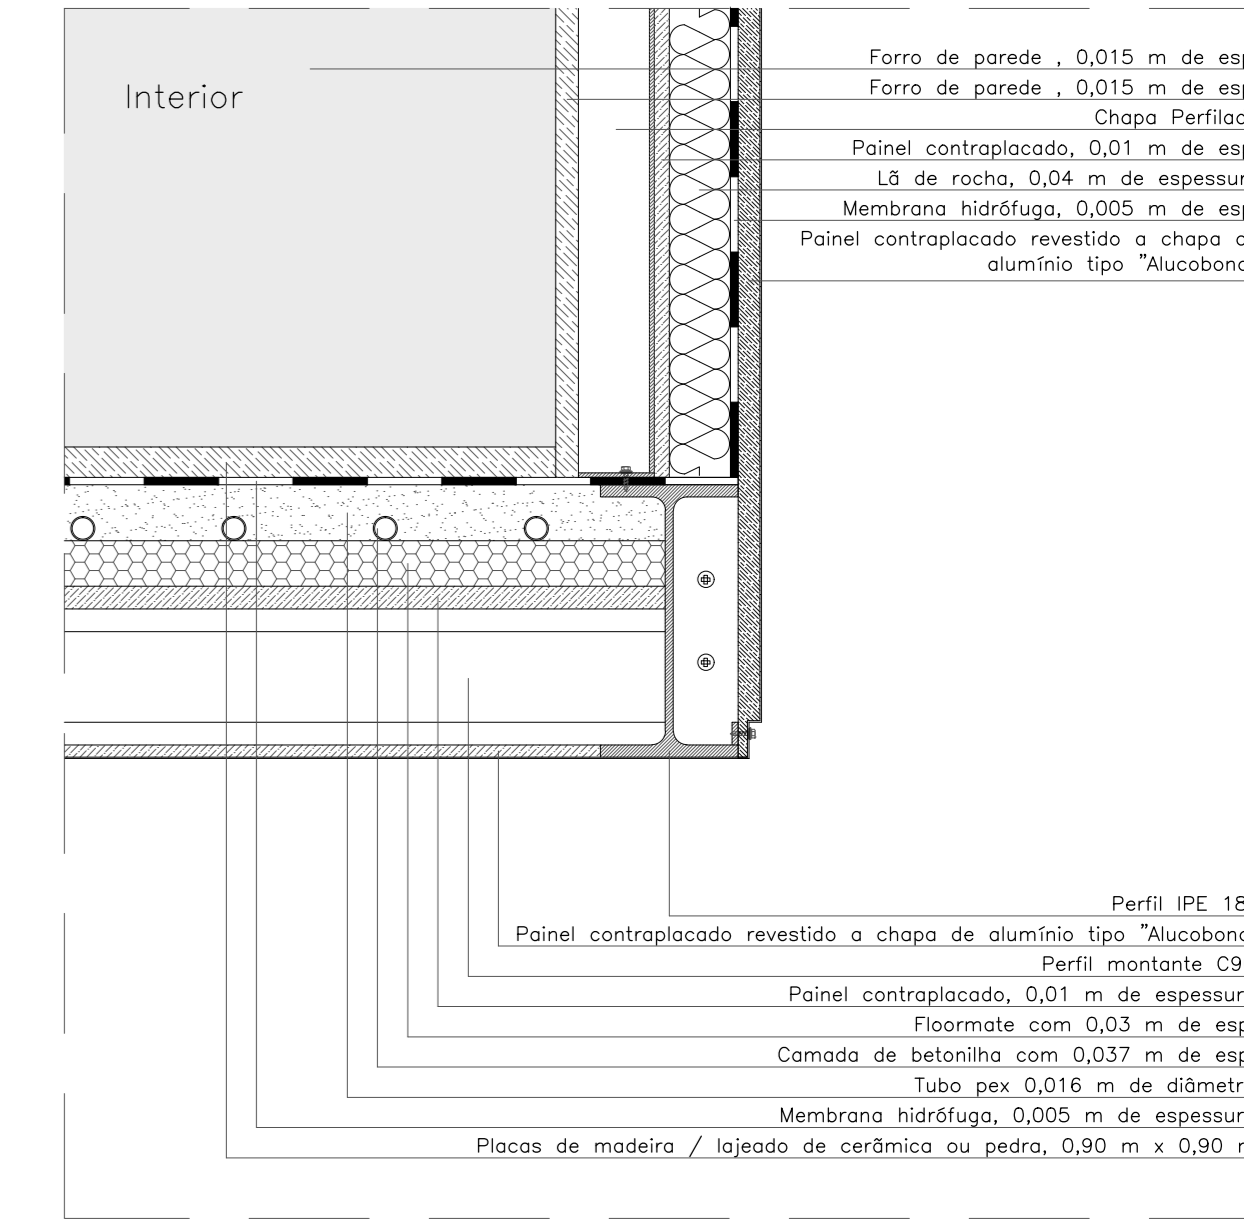 Interior
Forro de parede , 0,015 m de esp
Forro de parede , 0,015 m de esp
Chapa Perfilad
Painel contraplacado, 0,01 m de esp
Lã de rocha, 0,04 m de espessur
Membrana hidrófuga, 0,005 m de esp
Painel contraplacado revestido a chapa d
alumínio tipo "Alucobond
Perfil IPE 18
Painel contraplacado revestido a chapa de alumínio tipo "Alucobond
Perfil montante C9
Painel contraplacado, 0,01 m de espessur
Floormate com 0,03 m de esp
Camada de betonilha com 0,037 m de esp
Tubo pex 0,016 m de diâmetr
Membrana hidrófuga, 0,005 m de espessur
Placas de madeira / lajeado de cerãmica ou pedra, 0,90 m x 0,90 m